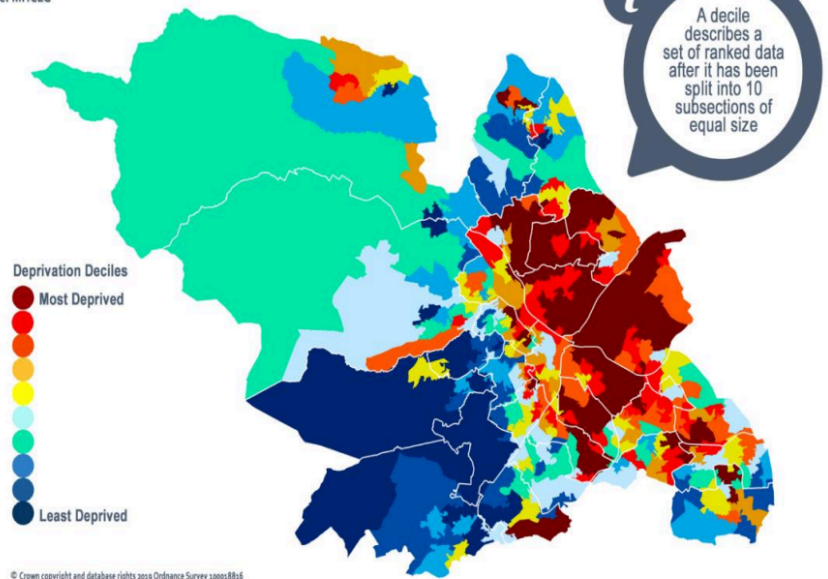 A decile
describes a
set of ranked data
after it has been
split into 10
subsections of
equal size
Deprivation Deciles
Most Deprived
Least Deprived
© Crown copyright and database rights 2019 Ordnance Survey 100018816